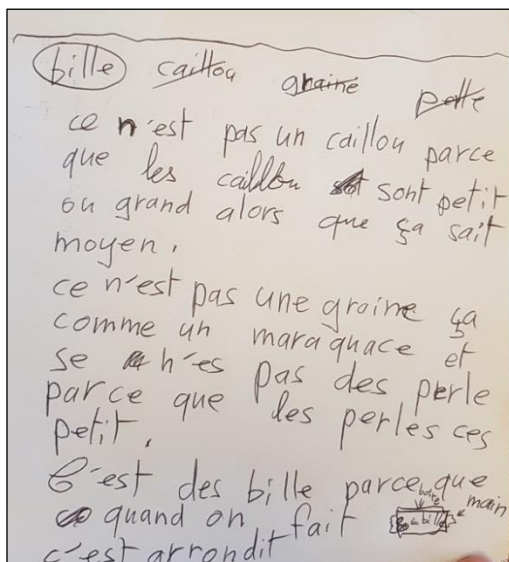 bille caillou graine perle
ce n'est pas un caillou parce
que les caillou sont petit
ou grand alors que ça sait
moyen.
ce n'est pas une graine ça
comme un maraquace et
se n'es pas des perle
parce que les perles ces
petit.
C'est des bille parce que
quand on fait boite bille main
c'est arrondit